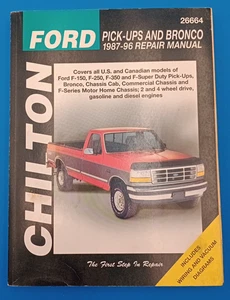 26664
FORD
PICK-UPS AND BRONCO
1987-96 REPAIR MANUAL
Covers all U.S. and Canadian models of
Ford F-150, F-250, F-350 and F-Super Duty Pick-Ups,
Bronco, Chassis Cab, Commercial Chassis and
F-Series Motor Home Chassis; 2 and 4 wheel drive,
gasoline and diesel engines
CHILTON
INCLUDES
WIRING AND VACUUM
DIAGRAMS
The First Step In Repair